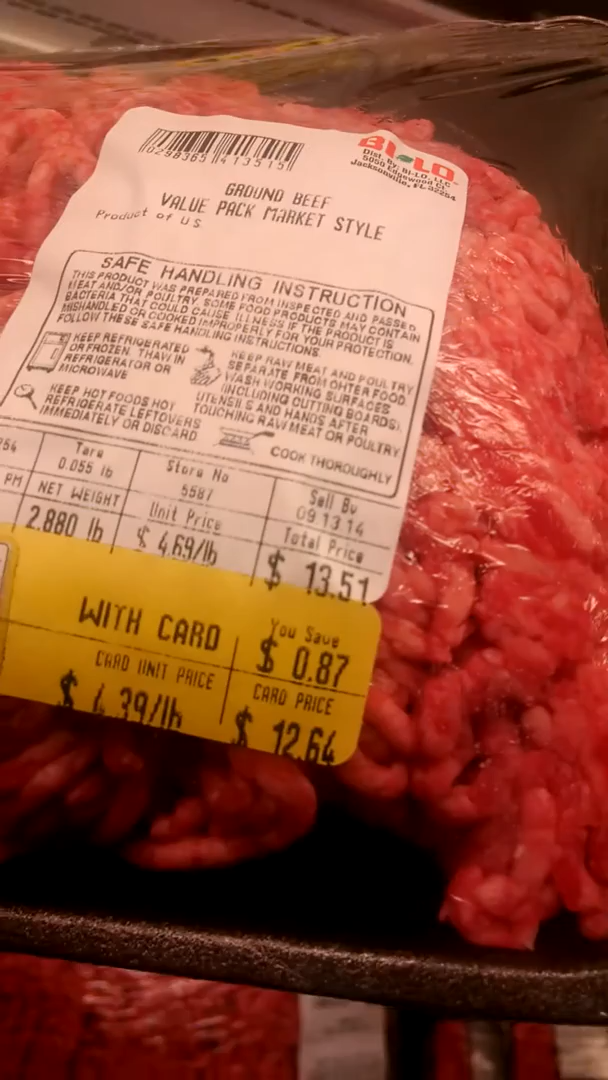 0298365 413515
BI-LO.
Dist. By: BI-LO, LLC
5050 Edgewood Ct.
Jacksonville, FL 32254
GROUND BEEF
VALUE PACK MARKET STYLE
Product of US
SAFE HANDLING INSTRUCTION
THIS PRODUCT WAS PREPARED FROM INSPECTED AND PASSED
MEAT AND/OR POULTRY. SOME FOOD PRODUCTS MAY CONTAIN
BACTERIA THAT COULD CAUSE ILLNESS IF THE PRODUCT IS
MISHANDLED OR COOKED IMPROPERLY FOR YOUR PROTECTION,
FOLLOW THESE SAFE HANDLING INSTRUCTIONS.
KEEP REFRIGERATED
OR FROZEN. THAW IN
REFRIGERATOR OR
MICROWAVE
KEEP RAW MEAT AND POULTRY
SEPARATE FROM OHTER FOOD
WASH WORKING SURFACES
(INCLUDING CUTTING BOARDS),
UTENSILS AND HANDS AFTER
TOUCHING RAW MEAT OR POULTRY
KEEP HOT FOODS HOT
REFRIGERATE LEFTOVERS
IMMEDIATELY OR DISCARD
COOK THOROUGHLY
254
Tare
0.055 lb
Store No
5587
Sell By
09 13 14
PM
NET WEIGHT
2.880 lb
Unit Price
$ 4.69/lb
Total Price
$ 13.51
WITH CARD
You Save
$ 0.87
CARD UNIT PRICE
$ 4.39/lb
CARD PRICE
$ 12.64